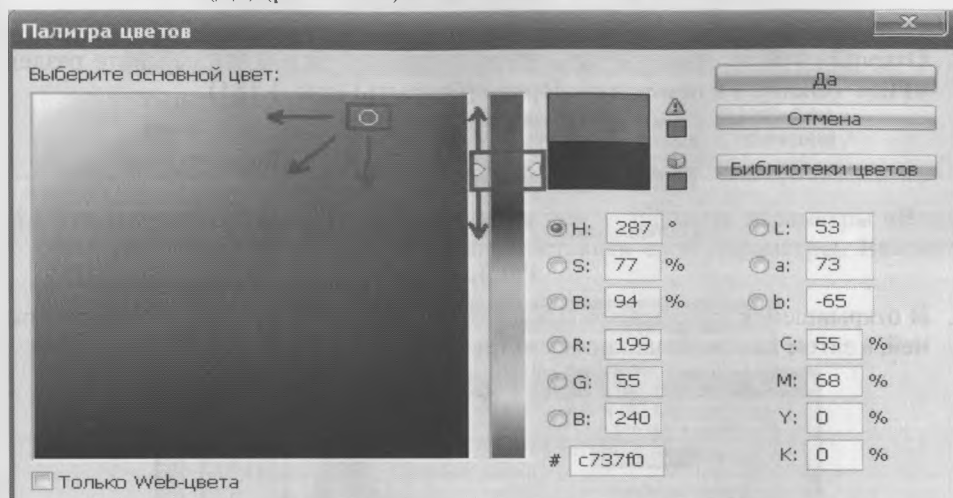 Палитра цветов
Выберите основной цвет:
Да
Отмена
Библиотеки цветов
H: 287 °
S: 77 %
B: 94 %
R: 199
G: 55
B: 240
# c737f0
L: 53
a: 73
b: -65
C: 55 %
M: 68 %
Y: 0 %
K: 0 %
Только Web-цвета